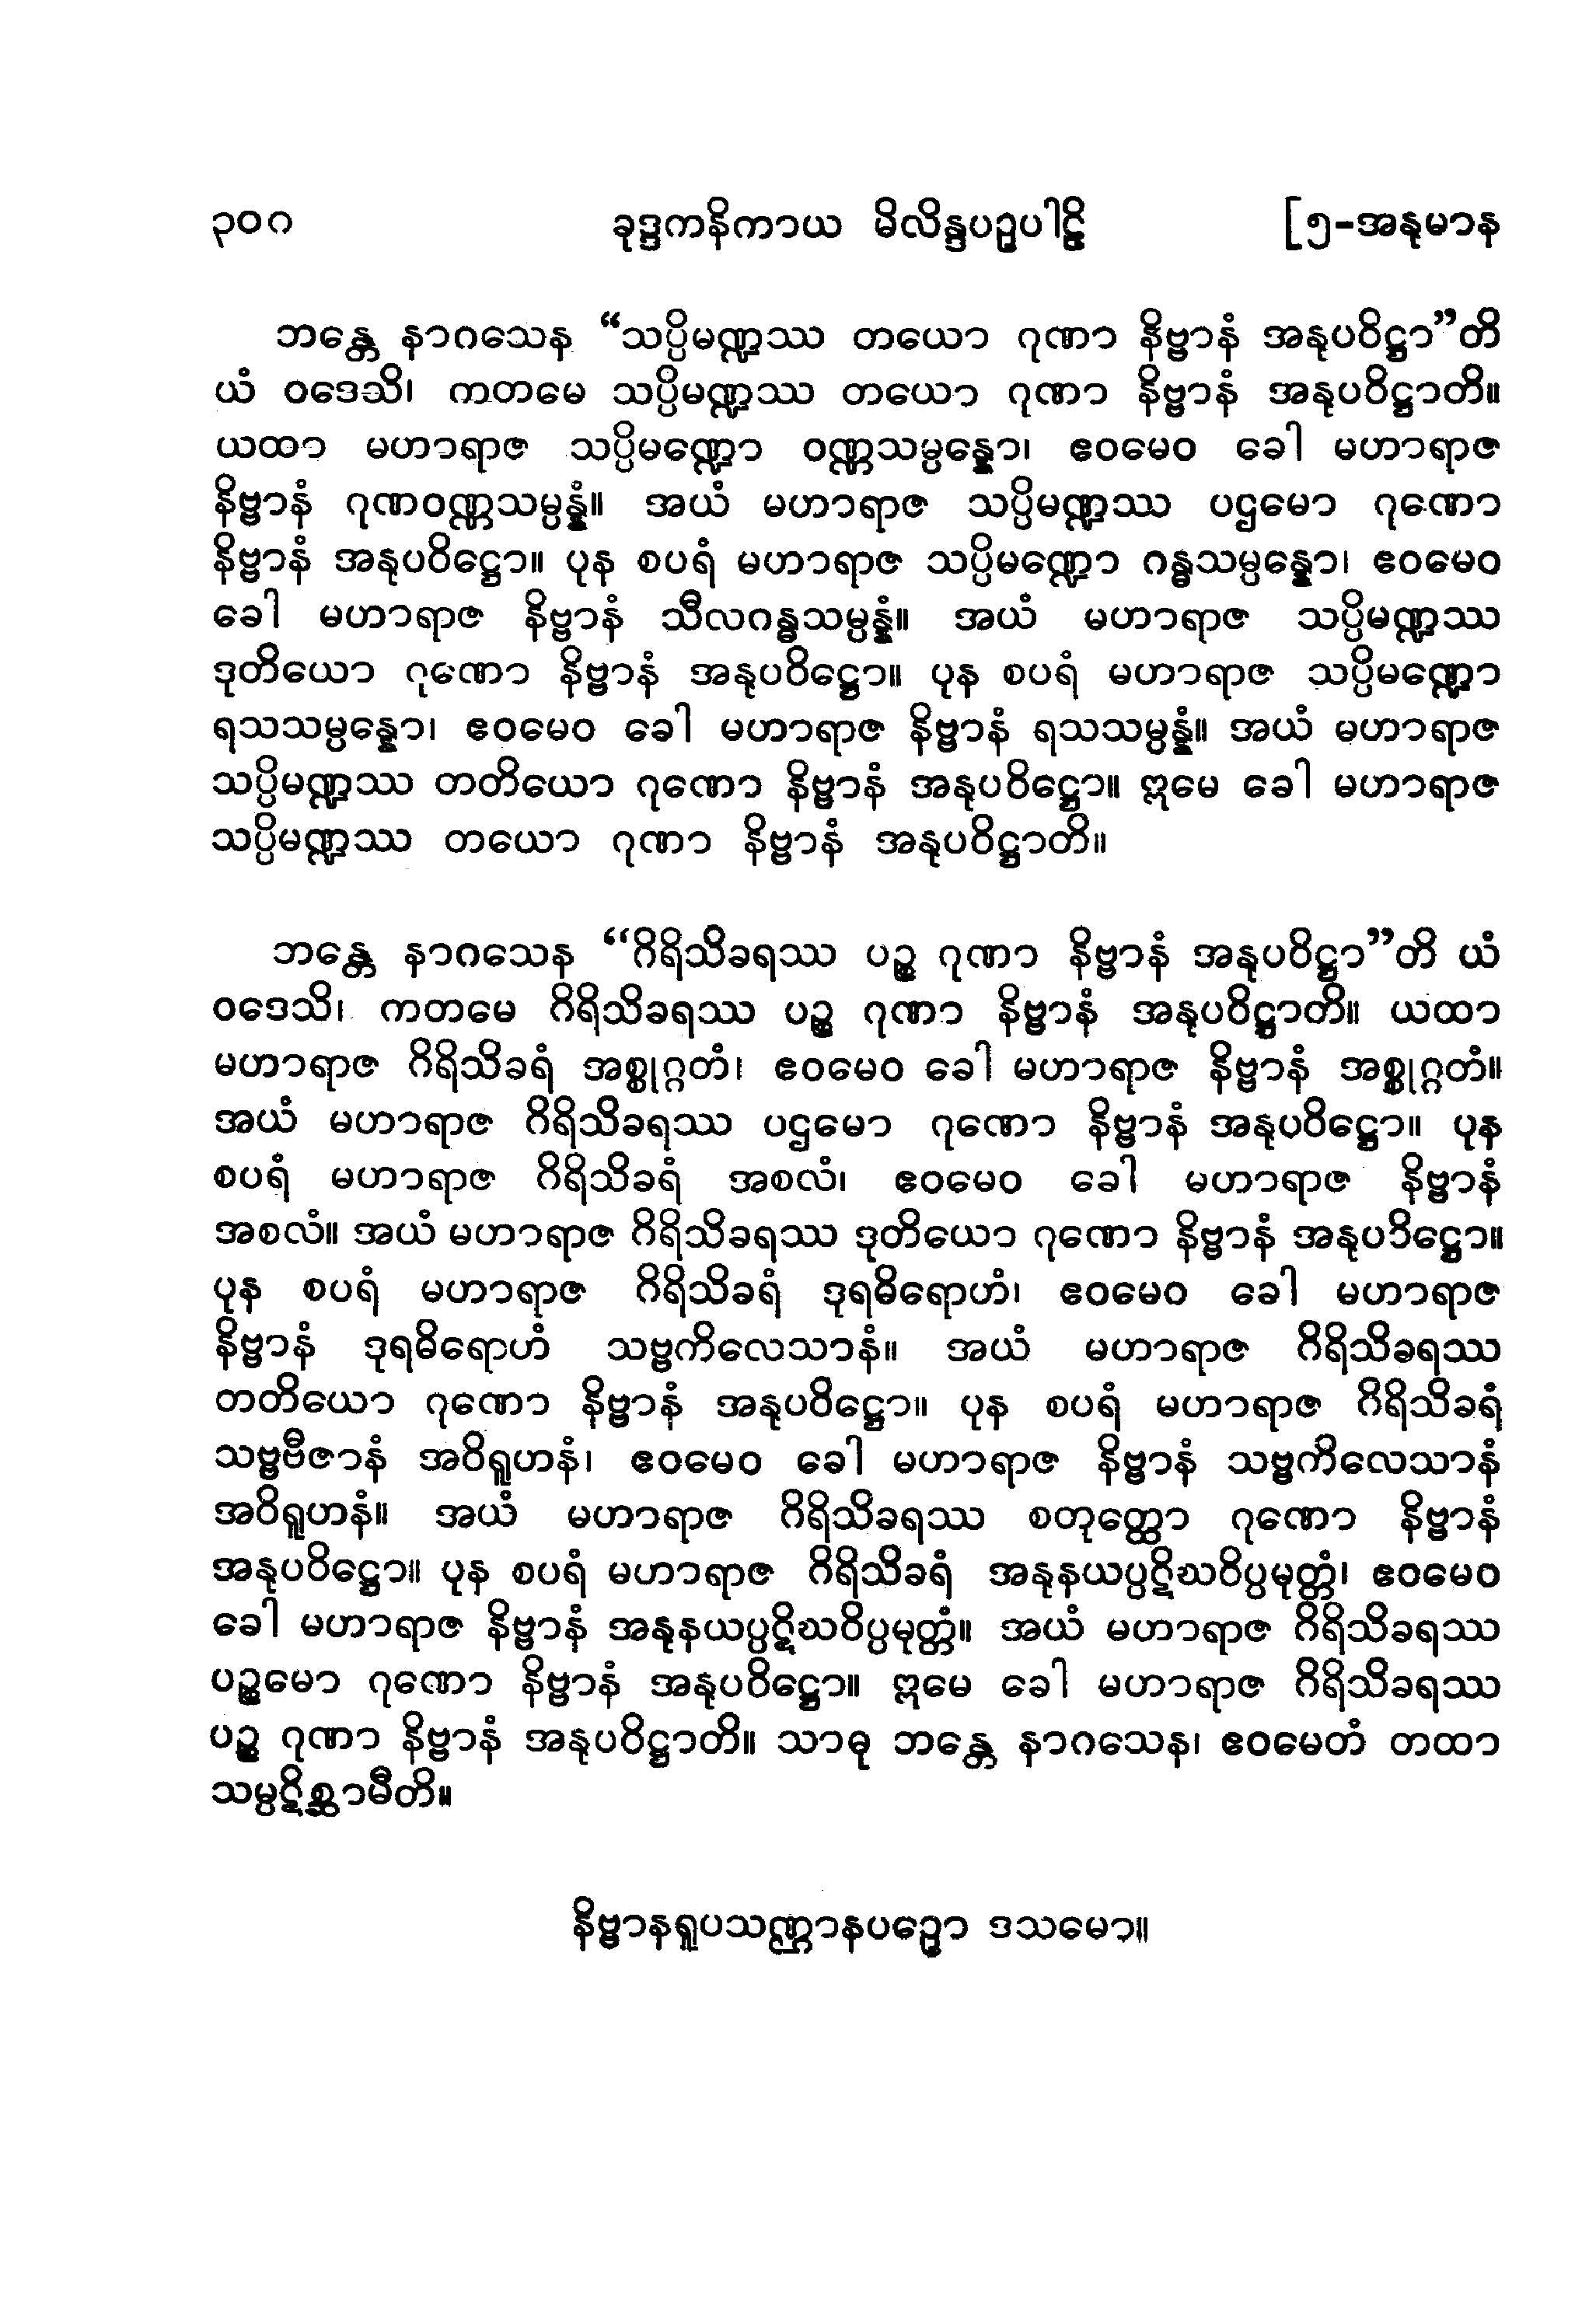 ၃၀ဂ ခုဒ္ဒကနိကာယ မိလိန္ဒပဉှပါဠိ [၅-အနုမာန
ဘန္တေ နာဂသေန “သပ္ပိမဏ္ဍဿ တယော ဂုဏာ နိဗ္ဗာနံ အနုပဝိဋ္ဌာ”တိ
ယံ ဝဒေသိ၊ ကတမေ သပ္ပိမဏ္ဍဿ တယော ဂုဏာ နိဗ္ဗာနံ အနုပဝိဋ္ဌာတိ။
ယထာ မဟာရာဇ သပ္ပိမဏ္ဍော ဝဏ္ဏသမ္ပန္နော၊ ဧဝမေဝ ခေါ မဟာရာဇ
နိဗ္ဗာနံ ဂုဏဝဏ္ဏသမ္ပန္နံ။ အယံ မဟာရာဇ သပ္ပိမဏ္ဍဿ ပဌမော ဂုဏော
နိဗ္ဗာနံ အနုပဝိဋ္ဌော။ ပုန စပရံ မဟာရာဇ သပ္ပိမဏ္ဍော ဂန္ဓသမ္ပန္နော၊ ဧဝမေဝ
ခေါ မဟာရာဇ နိဗ္ဗာနံ သီလဂန္ဓသမ္ပန္နံ။ အယံ မဟာရာဇ သပ္ပိမဏ္ဍဿ
ဒုတိယော ဂုဏော နိဗ္ဗာနံ အနုပဝိဋ္ဌော။ ပုန စပရံ မဟာရာဇ သပ္ပိမဏ္ဍော
ရသသမ္ပန္နော၊ ဧဝမေဝ ခေါ မဟာရာဇ နိဗ္ဗာနံ ရသသမ္ပန္နံ။ အယံ မဟာရာဇ
သပ္ပိမဏ္ဍဿ တတိယော ဂုဏော နိဗ္ဗာနံ အနုပဝိဋ္ဌော။ ဣမေ ခေါ မဟာရာဇ
သပ္ပိမဏ္ဍဿ တယော ဂုဏာ နိဗ္ဗာနံ အနုပဝိဋ္ဌာတိ။
ဘန္တေ နာဂသေန “ဂိရိသိခရဿ ပဉ္စ ဂုဏာ နိဗ္ဗာနံ အနုပဝိဋ္ဌာ”တိ ယံ
ဝဒေသိ၊ ကတမေ ဂိရိသိခရဿ ပဉ္စ ဂုဏာ နိဗ္ဗာနံ အနုပဝိဋ္ဌာတိ။ ယထာ
မဟာရာဇ ဂိရိသိခရံ အစ္စုဂ္ဂတံ၊ ဧဝမေဝ ခေါ မဟာရာဇ နိဗ္ဗာနံ အစ္စုဂ္ဂတံ။
အယံ မဟာရာဇ ဂိရိသိခရဿ ပဌမော ဂုဏော နိဗ္ဗာနံ အနုပဝိဋ္ဌော။ ပုန
စပရံ မဟာရာဇ ဂိရိသိခရံ အစလံ၊ ဧဝမေဝ ခေါ မဟာရာဇ နိဗ္ဗာနံ
အစလံ။ အယံ မဟာရာဇ ဂိရိသိခရဿ ဒုတိယော ဂုဏော နိဗ္ဗာနံ အနုပဝိဋ္ဌော။
ပုန စပရံ မဟာရာဇ ဂိရိသိခရံ ဒုရဓိရောဟံ၊ ဧဝမေဝ ခေါ မဟာရာဇ
နိဗ္ဗာနံ ဒုရဓိရောဟံ သဗ္ဗကိလေသာနံ။ အယံ မဟာရာဇ ဂိရိသိခရဿ
တတိယော ဂုဏော နိဗ္ဗာနံ အနုပဝိဋ္ဌော။ ပုန စပရံ မဟာရာဇ ဂိရိသိခရံ
သဗ္ဗဗီဇာနံ အဝိရူဟနံ၊ ဧဝမေဝ ခေါ မဟာရာဇ နိဗ္ဗာနံ သဗ္ဗကိလေသာနံ
အဝိရူဟနံ။ အယံ မဟာရာဇ ဂိရိသိခရဿ စတုတ္ထော ဂုဏော နိဗ္ဗာနံ
အနုပဝိဋ္ဌော။ ပုန စပရံ မဟာရာဇ ဂိရိသိခရံ အနုနယပ္ပဋိဃဝိပ္ပမုတ္တံ၊ ဧဝမေဝ
ခေါ မဟာရာဇ နိဗ္ဗာနံ အနုနယပ္ပဋိဃဝိပ္ပမုတ္တံ။ အယံ မဟာရာဇ ဂိရိသိခရဿ
ပဉ္စမော ဂုဏော နိဗ္ဗာနံ အနုပဝိဋ္ဌော။ ဣမေ ခေါ မဟာရာဇ ဂိရိသိခရဿ
ပဉ္စ ဂုဏာ နိဗ္ဗာနံ အနုပဝိဋ္ဌာတိ။ သာဓု ဘန္တေ နာဂသေန၊ ဧဝမေတံ တထာ
သမ္ပဋိစ္ဆာမီတိ။
နိဗ္ဗာနရူပသဏ္ဌာနပဉှော ဒသမော။